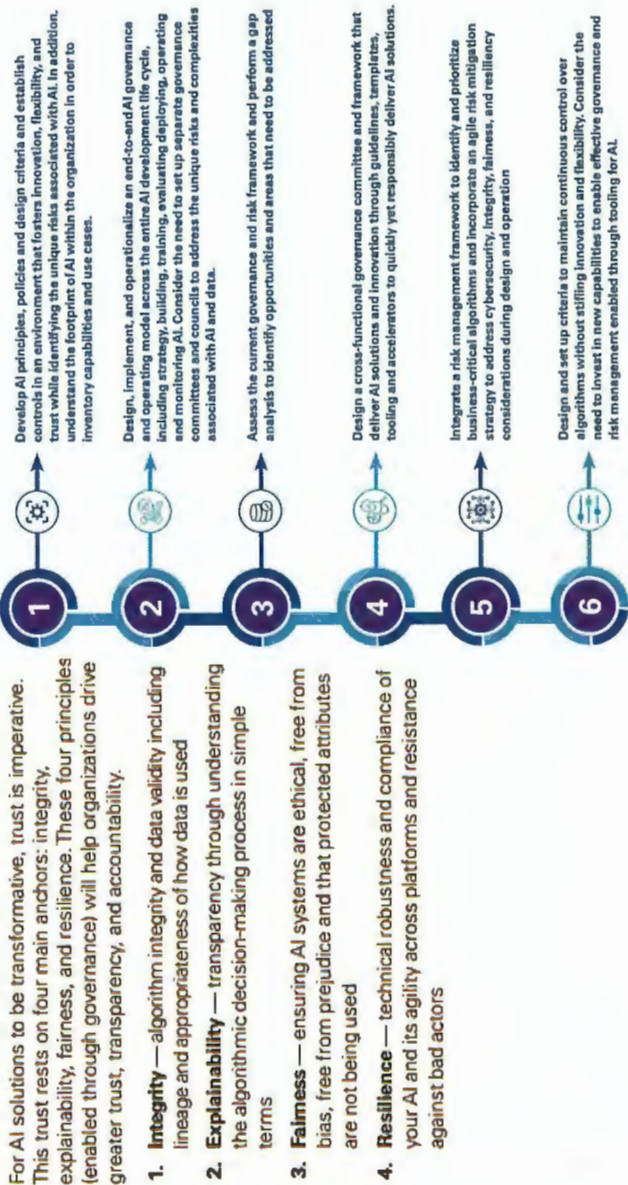 For AI solutions to be transformative, trust is imperative.
This trust rests on four main anchors: integrity,
explainability, fairness, and resilience. These four principles
(enabled through governance) will help organizations drive
greater trust, transparency, and accountability.
1. Integrity — algorithm integrity and data validity including
lineage and appropriateness of how data is used
2. Explainability — transparency through understanding
the algorithmic decision-making process in simple
terms
3. Fairness — ensuring AI systems are ethical, free from
bias, free from prejudice and that protected attributes
are not being used
4. Resilience — technical robustness and compliance of
your AI and its agility across platforms and resistance
against bad actors
1
Develop AI principles, policies and design criteria and establish
controls in an environment that fosters innovation, flexibility, and
trust while identifying the unique risks associated with AI. In addition,
understand the footprint of AI within the organization in order to
inventory capabilities and use cases.
2
Design, implement, and operationalize an end-to-end AI governance
and operating model across the entire AI development life cycle,
including strategy, building, training, evaluating deploying, operating
and monitoring AI. Consider the need to set up separate governance
committees and councils to address the unique risks and complexities
associated with AI and data.
3
Assess the current governance and risk framework and perform a gap
analysis to identify opportunities and areas that need to be addressed
4
Design a cross-functional governance committee and framework that
deliver AI solutions and innovation through guidelines, templates,
tooling and accelerators to quickly yet responsibly deliver AI solutions.
5
Integrate a risk management framework to identify and prioritize
business-critical algorithms and incorporate an agile risk mitigation
strategy to address cybersecurity, integrity, fairness, and resiliency
considerations during design and operation
6
Design and set up criteria to maintain continuous control over
algorithms without stifling innovation and flexibility. Consider the
need to invest in new capabilities to enable effective governance and
risk management enabled through tooling for AI.